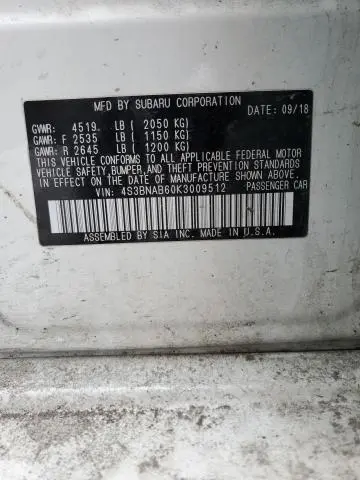 MFD BY SUBARU CORPORATION DATE: 09/18
GVWR: 4519. LB ( 2050 KG)
GAWR: F 2535 LB ( 1150 KG)
GAWR: R 2645 LB ( 1200 KG)
THIS VEHICLE CONFORMS TO ALL APPLICABLE FEDERAL MOTOR
VEHICLE SAFETY, BUMPER, AND THEFT PREVENTION STANDARDS
IN EFFECT ON THE DATE OF MANUFACTURE SHOWN ABOVE.
VIN: 4S3BNAB60K3009512 PASSENGER CAR
ASSEMBLED BY SIA INC. MADE IN U.S.A.